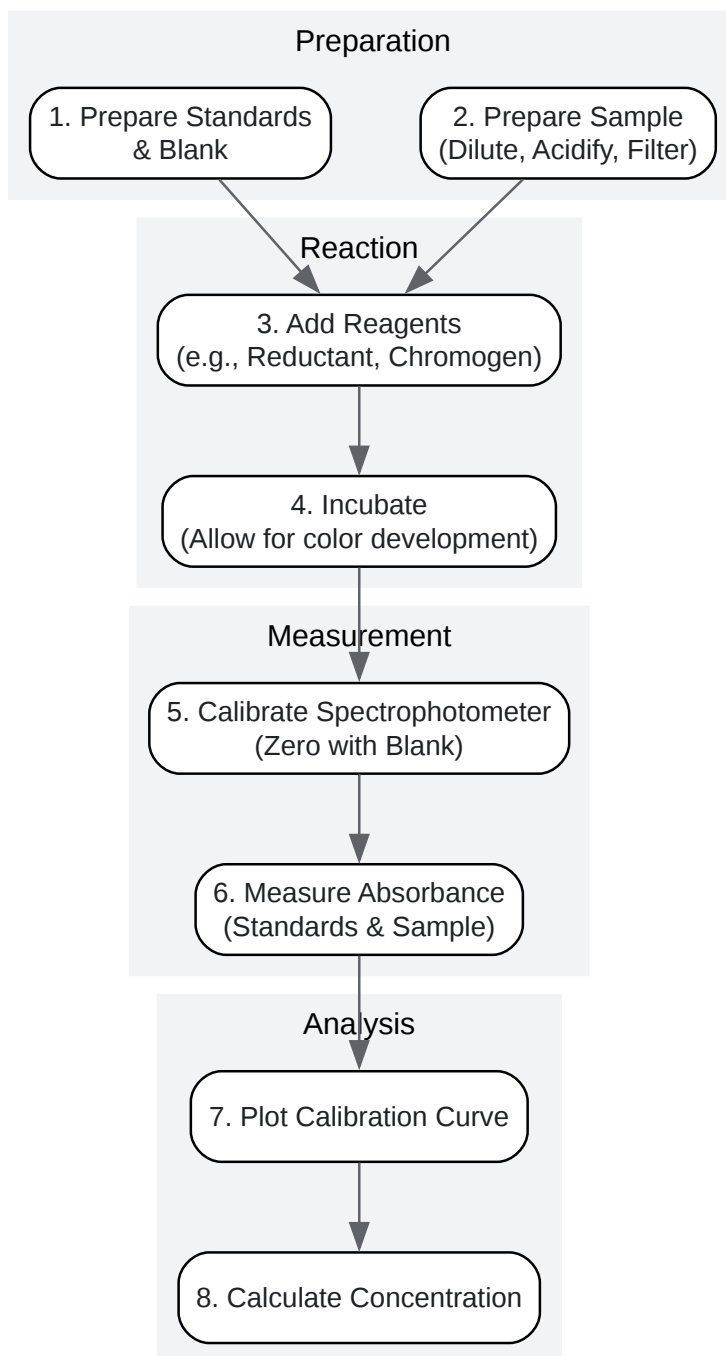 Preparation
1. Prepare Standards
& Blank
2. Prepare Sample
(Dilute, Acidify, Filter)
Reaction
3. Add Reagents
(e.g., Reductant, Chromogen)
4. Incubate
(Allow for color development)
Measurement
5. Calibrate Spectrophotometer
(Zero with Blank)
6. Measure Absorbance
(Standards & Sample)
Analysis
7. Plot Calibration Curve
8. Calculate Concentration